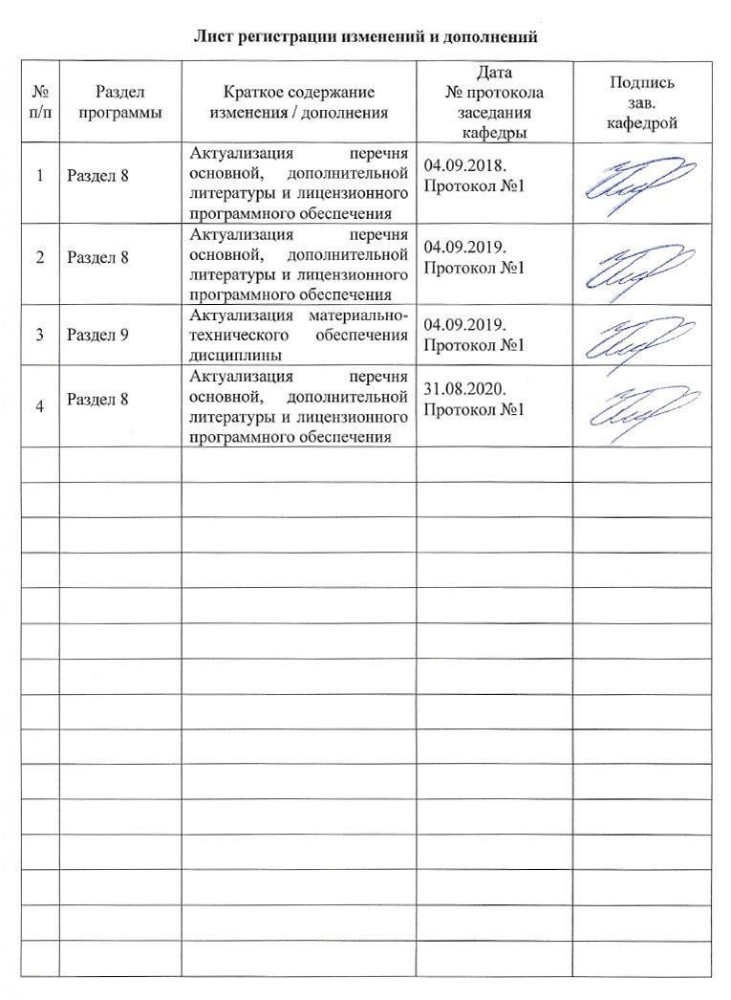 Лист регистрации изменений и дополнений
№
п/п
Раздел
программы
Краткое содержание
изменения / дополнения
Дата
№ протокола
заседания
кафедры
Подпись
зав.
кафедрой
1
Раздел 8
Актуализация перечня
основной, дополнительной
литературы и лицензионного
программного обеспечения
04.09.2018.
Протокол №1
2
Раздел 8
Актуализация перечня
основной, дополнительной
литературы и лицензионного
программного обеспечения
04.09.2019.
Протокол №1
3
Раздел 9
Актуализация материально-
технического обеспечения
дисциплины
04.09.2019.
Протокол №1
4
Раздел 8
Актуализация перечня
основной, дополнительной
литературы и лицензионного
программного обеспечения
31.08.2020.
Протокол №1